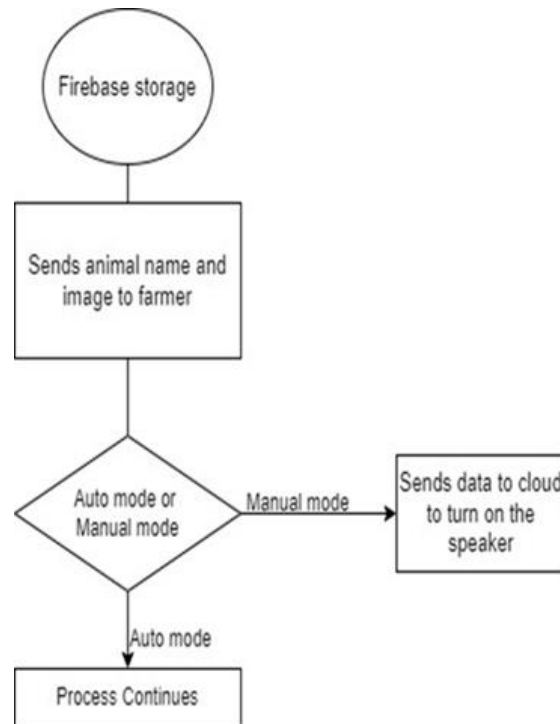 Firebase storage
Sends animal name and
image to farmer
Auto mode or
Manual mode
Manual mode
Sends data to cloud
to turn on the
speaker
Auto mode
Process Continues